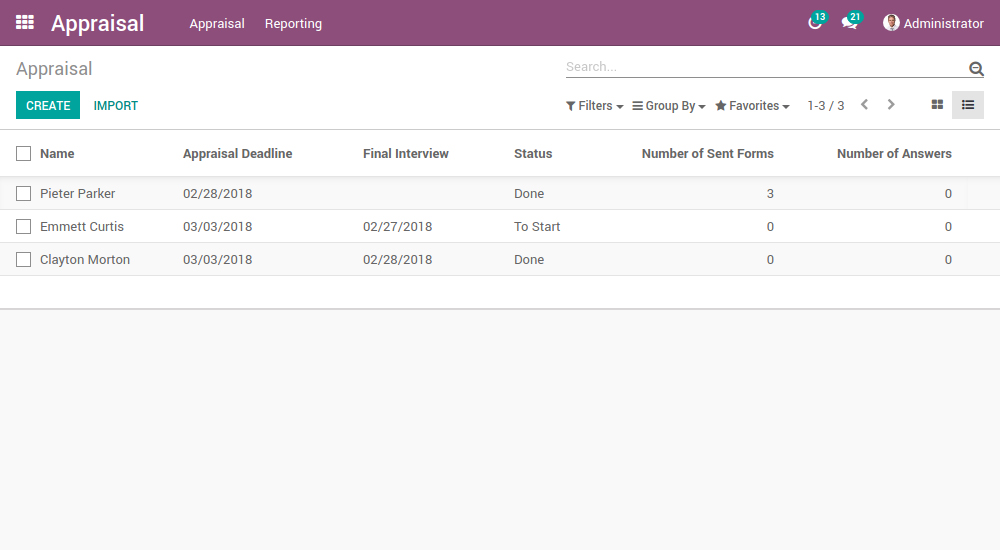 Appraisal Appraisal Reporting 13 21 Administrator
Appraisal Search...
CREATE IMPORT Filters Group By Favorites 1-3 / 3
Name Appraisal Deadline Final Interview Status Number of Sent Forms Number of Answers
Pieter Parker 02/28/2018 Done 3 0
Emmett Curtis 03/03/2018 02/27/2018 To Start 0 0
Clayton Morton 03/03/2018 02/28/2018 Done 0 0